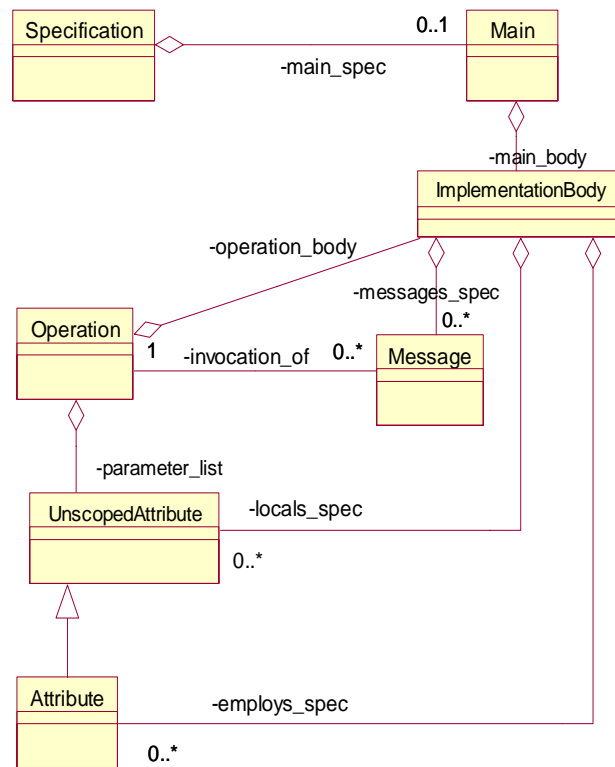 Specification
0..1
Main
-main_spec
-main_body
ImplementationBody
-operation_body
-messages_spec
0..*
Operation
1
-invocation_of
0..*
Message
-parameter_list
UnscopedAttribute
-locals_spec
0..*
Attribute
-employs_spec
0..*